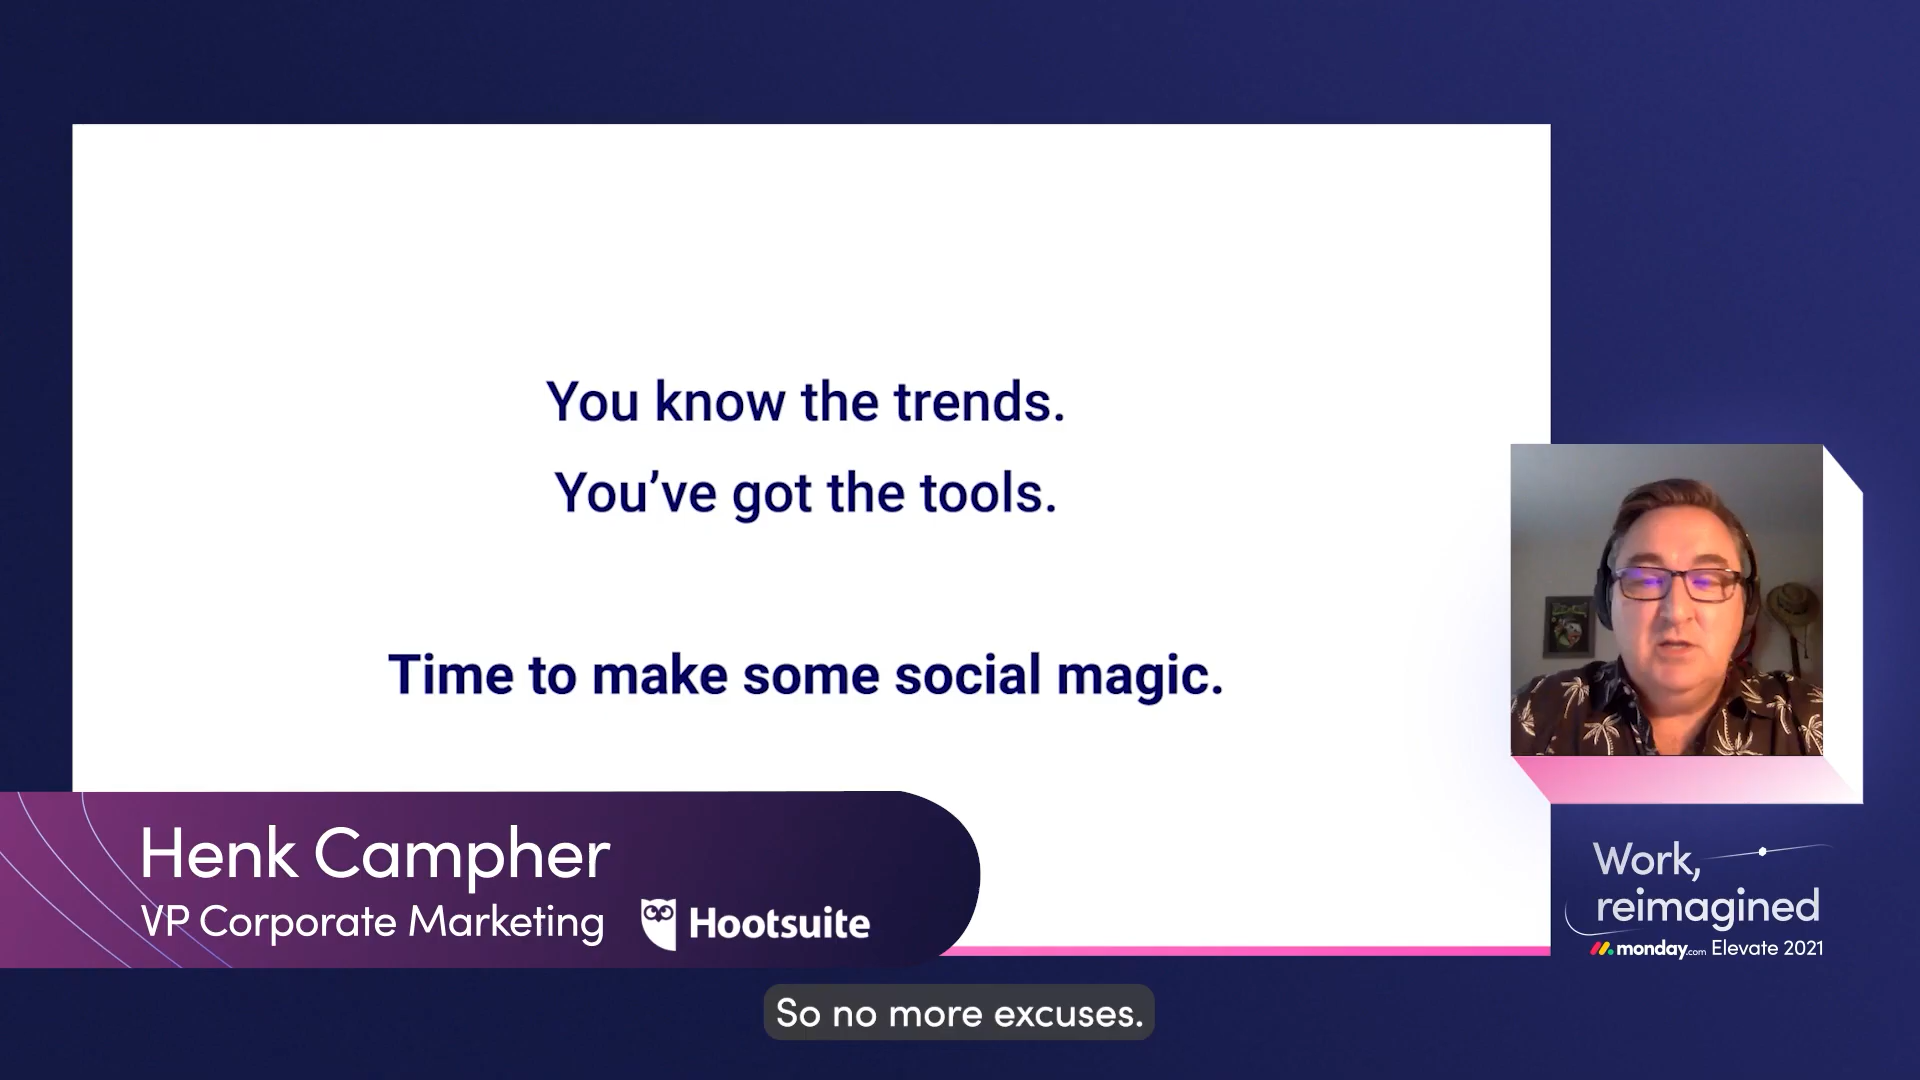 You know the trends.
You’ve got the tools.
Time to make some social magic.
Henk Campher
VP Corporate Marketing
Hootsuite
Work,
reimagined
monday.com Elevate 2021
So no more excuses.